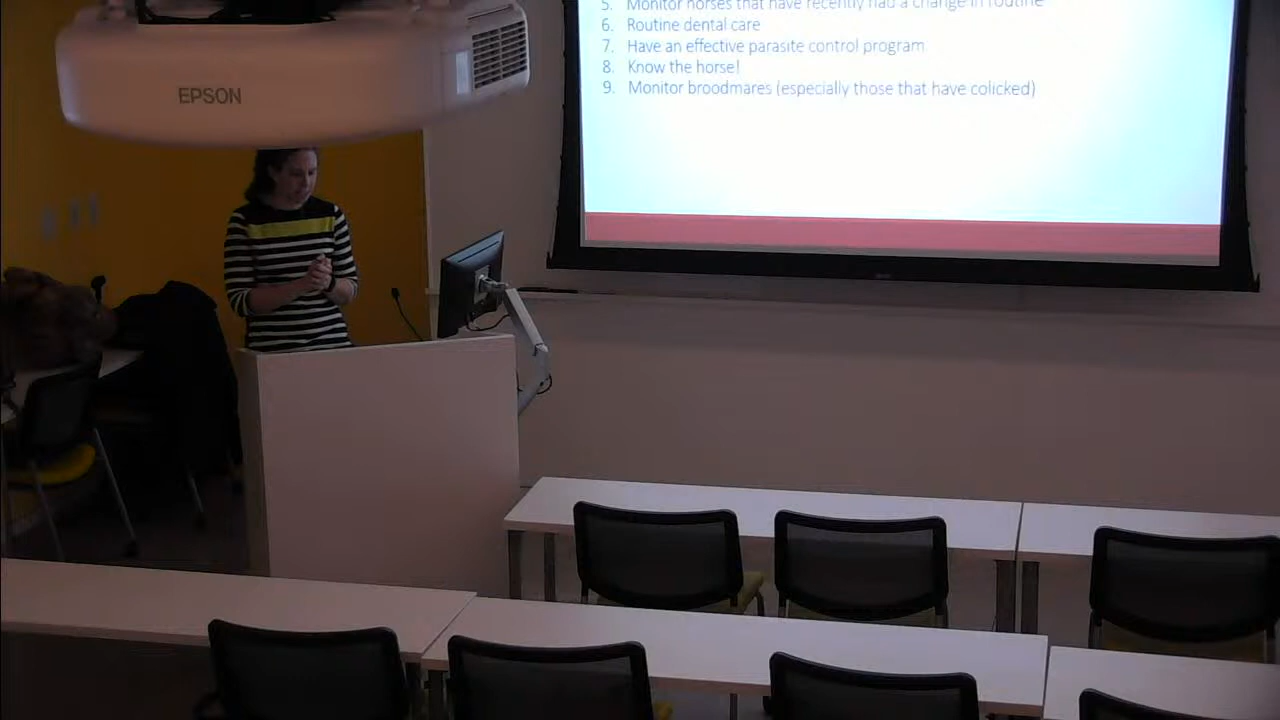 5. Monitor horses that have recently had a change in routine
6. Routine dental care
7. Have an effective parasite control program
8. Know the horse!
9. Monitor broodmares (especially those that have colicked)
EPSON